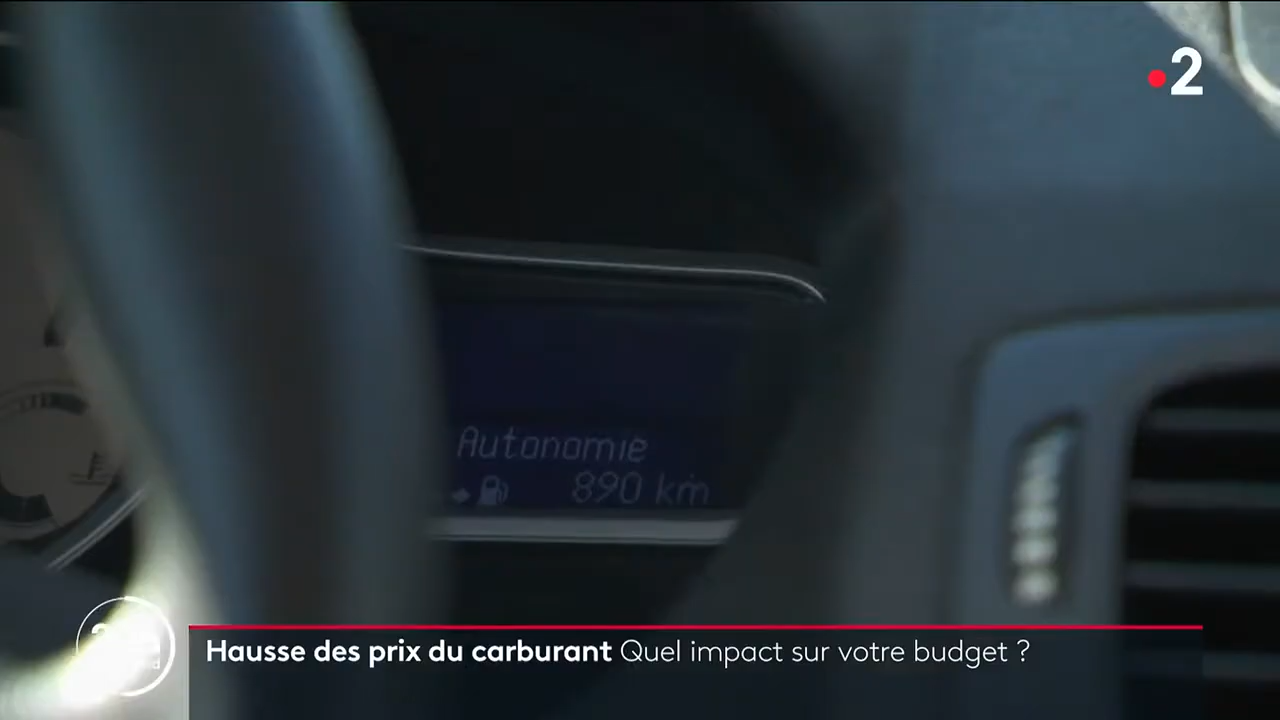 2
Autonomie
890 km
Hausse des prix du carburant Quel impact sur votre budget ?